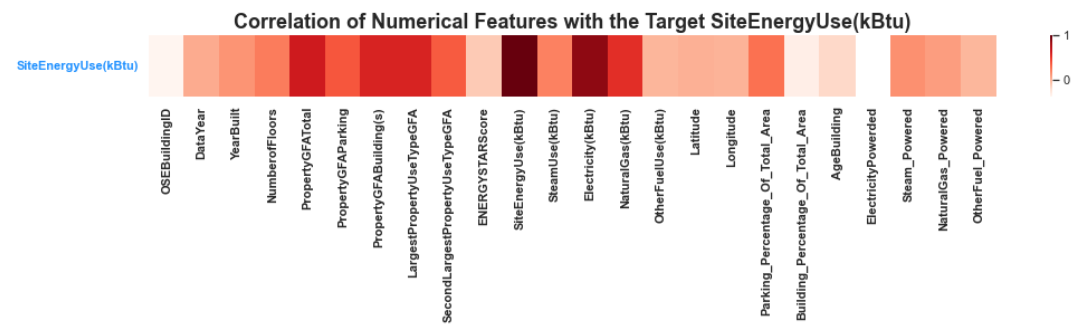 Correlation of Numerical Features with the Target SiteEnergyUse(kBtu)
SiteEnergyUse(kBtu)
1
0
OSEBuildingID
DataYear
YearBuilt
NumberofFloors
PropertyGFATotal
PropertyGFAParking
PropertyGFABuilding(s)
LargestPropertyUseTypeGFA
SecondLargestPropertyUseTypeGFA
ENERGYSTARScore
SiteEnergyUse(kBtu)
SteamUse(kBtu)
Electricity(kBtu)
NaturalGas(kBtu)
OtherFuelUse(kBtu)
Latitude
Longitude
Parking_Percentage_Of_Total_Area
Building_Percentage_Of_Total_Area
AgeBuilding
ElectricityPowerded
Steam_Powered
NaturalGas_Powered
OtherFuel_Powered